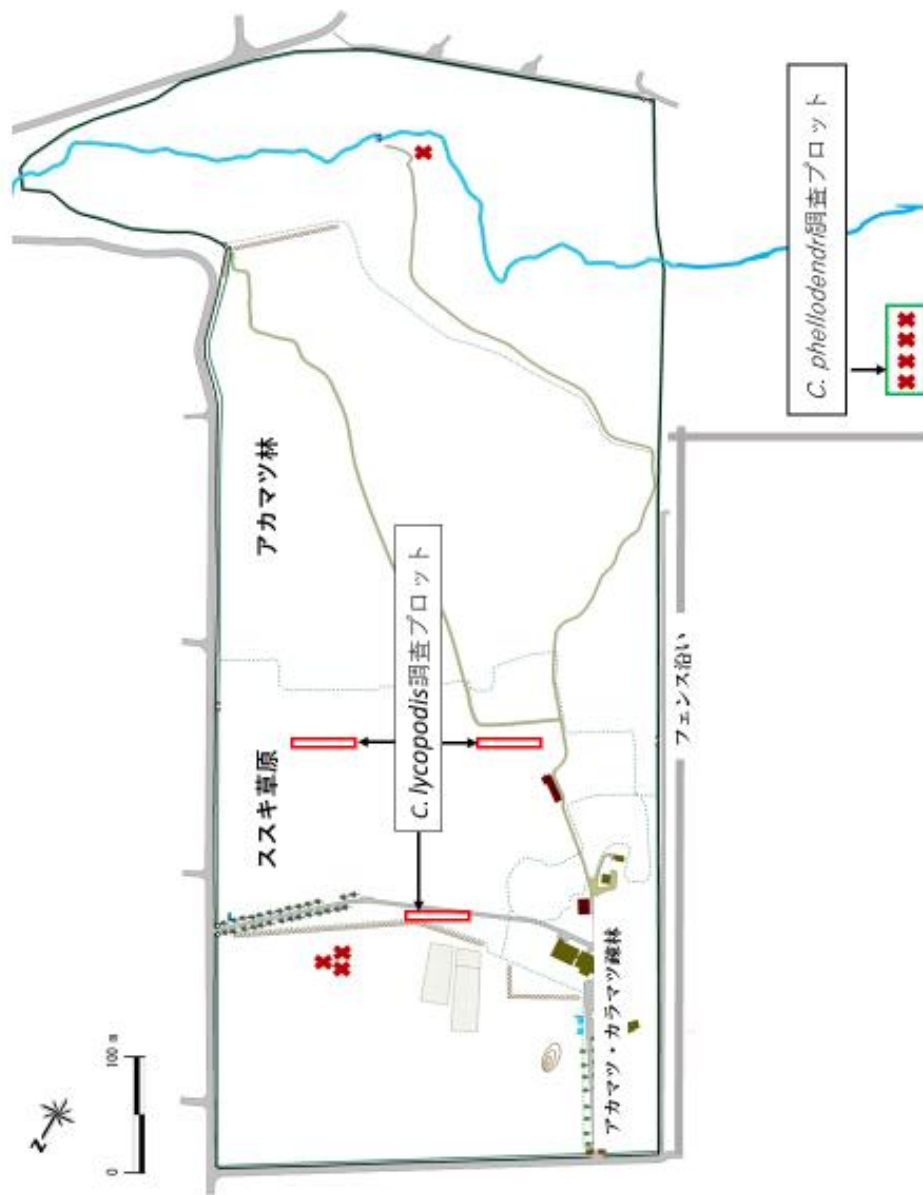 アカマツ林
ススキ草原
C. lycopodis調査プロット
C. phellodendri調査プロット
フェンス沿い
アカマツ・カラマツ疎林
N
0 100 m